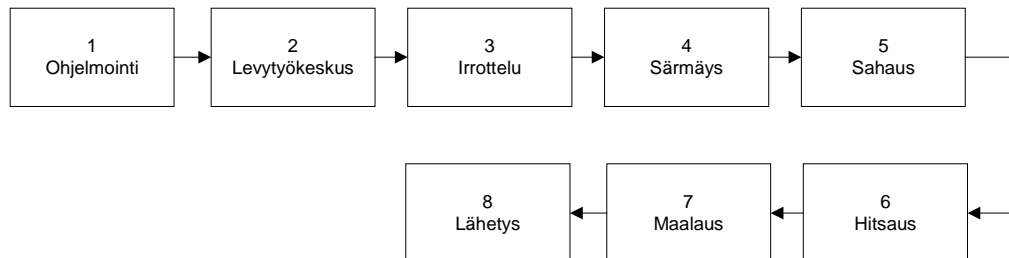 1
Ohjelmointi
2
Levytyökeskus
3
Irrottelu
4
Särmäys
5
Sahaus
6
Hitsaus
7
Maalaus
8
Lähetys